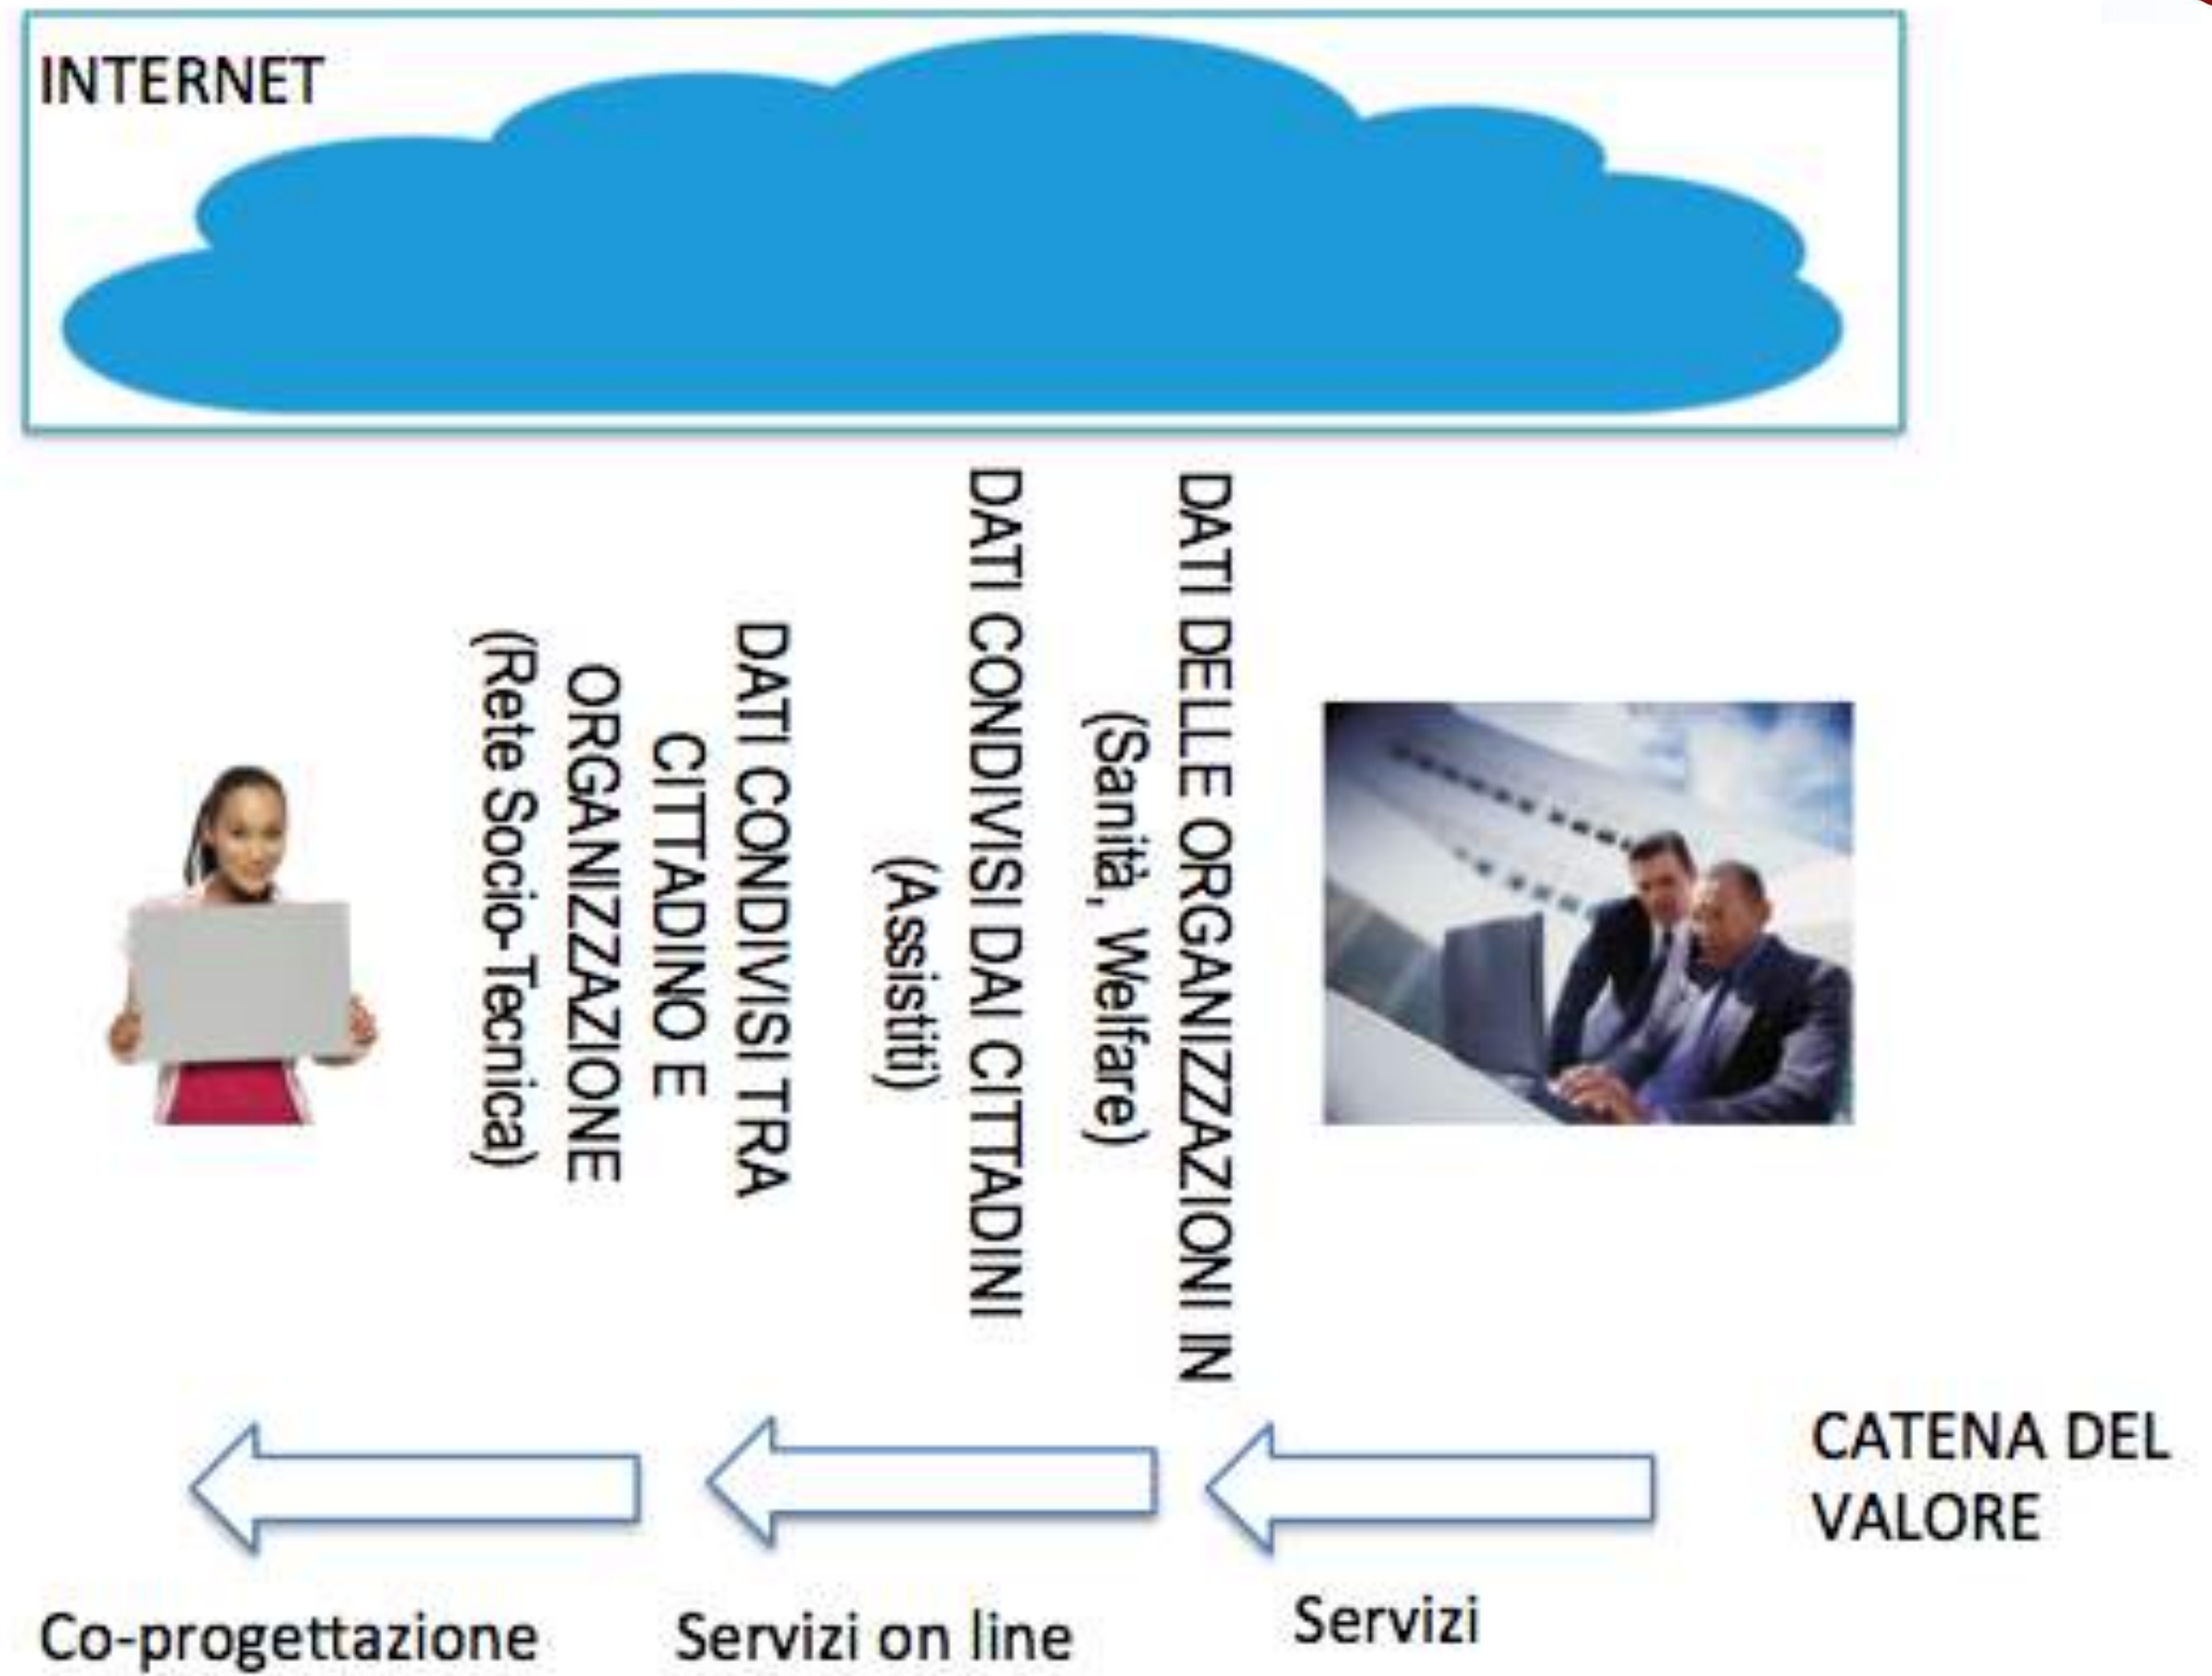 INTERNET
DATI CONDIVISI TRA
CITTADINO E
ORGANIZZAZIONE
(Rete Socio-Tecnica)
DATI CONDIVISI DAI CITTADINI
(Assistiti)
DATI DELLE ORGANIZZAZIONI IN
(Sanità, Welfare)
CATENA DEL
VALORE
Co-progettazione
Servizi on line
Servizi